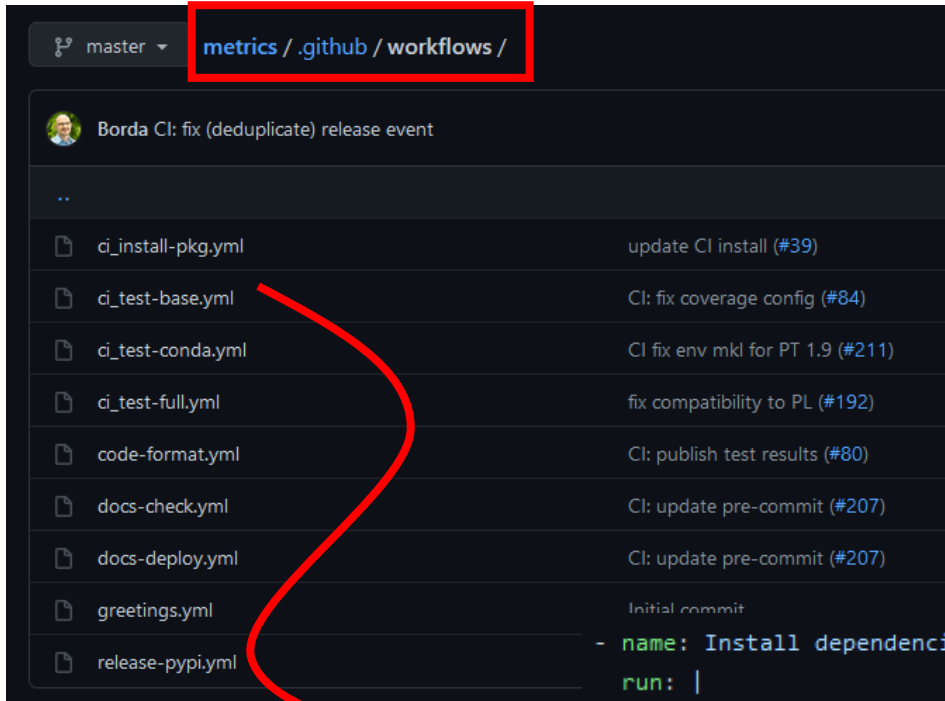 master
metrics / .github / workflows /
Borda CI: fix (deduplicate) release event
..
ci_install-pkg.yml update CI install (#39)
ci_test-base.yml CI: fix coverage config (#84)
ci_test-conda.yml CI fix env mkl for PT 1.9 (#211)
ci_test-full.yml fix compatibility to PL (#192)
code-format.yml CI: publish test results (#80)
docs-check.yml CI: update pre-commit (#207)
docs-deploy.yml CI: update pre-commit (#207)
greetings.yml Initial commit
release-pypi.yml
- name: Install dependenci
run: |